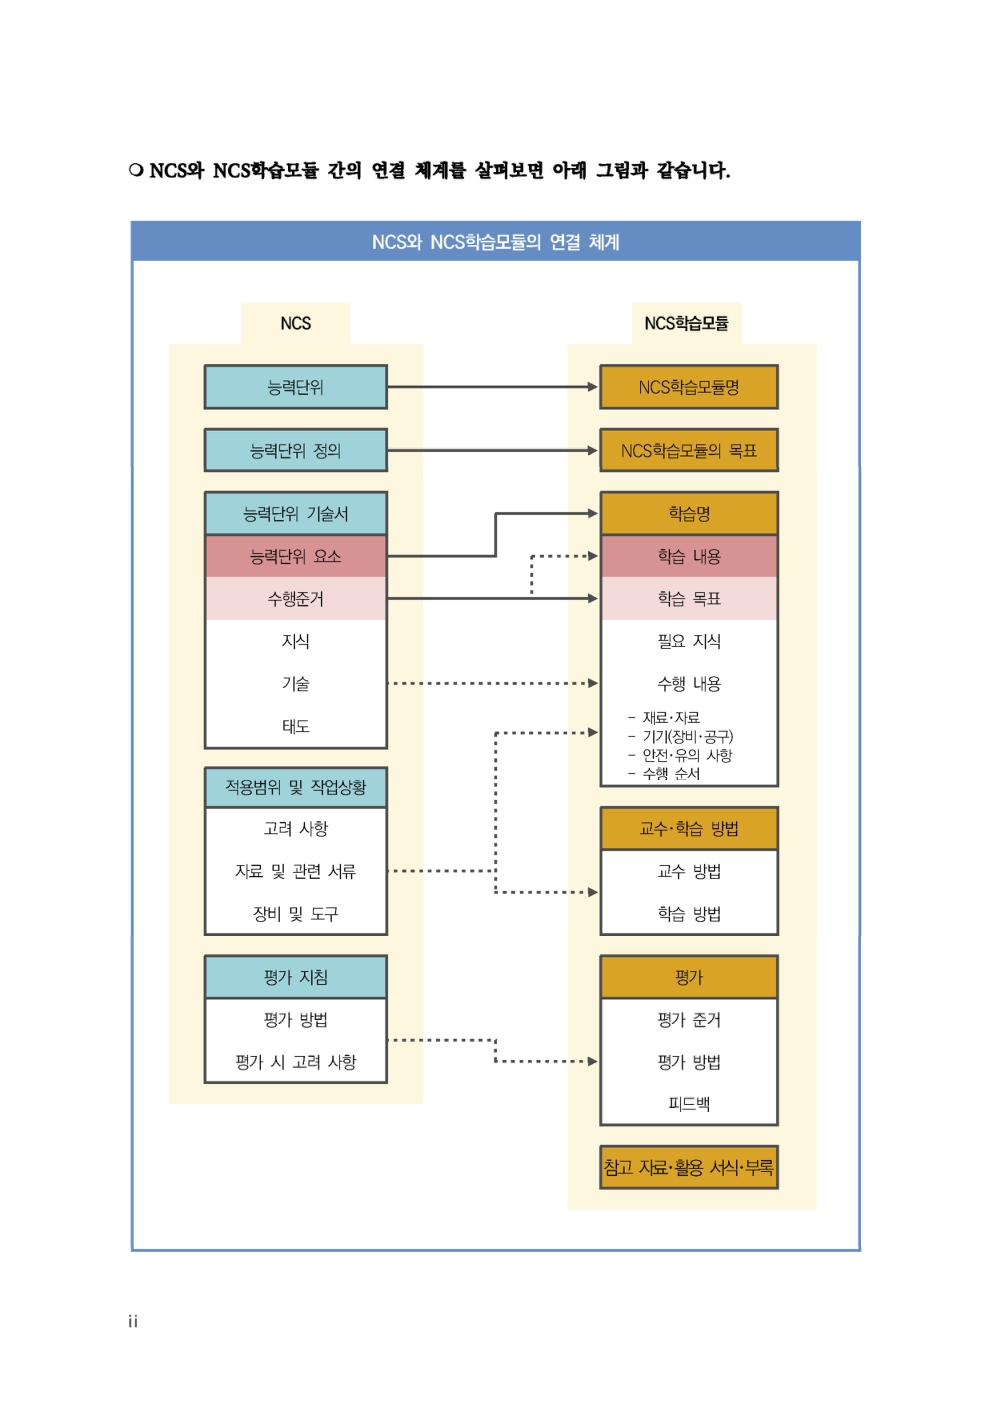 ❍ NCS와 NCS학습모듈 간의 연결 체계를 살펴보면 아래 그림과 같습니다.
NCS와 NCS학습모듈의 연결 체계
NCS
능력단위
능력단위 정의
능력단위 기술서
능력단위 요소
수행준거
지식
기술
태도
적용범위 및 작업상황
고려 사항
자료 및 관련 서류
장비 및 도구
평가 지침
평가 방법
평가 시 고려 사항
NCS학습모듈
NCS학습모듈명
NCS학습모듈의 목표
학습명
학습 내용
학습 목표
필요 지식
수행 내용
- 재료·자료
- 기기(장비·공구)
- 안전·유의 사항
- 수행 순서
교수·학습 방법
교수 방법
학습 방법
평가
평가 준거
평가 방법
피드백
참고 자료·활용 서식·부록
ii